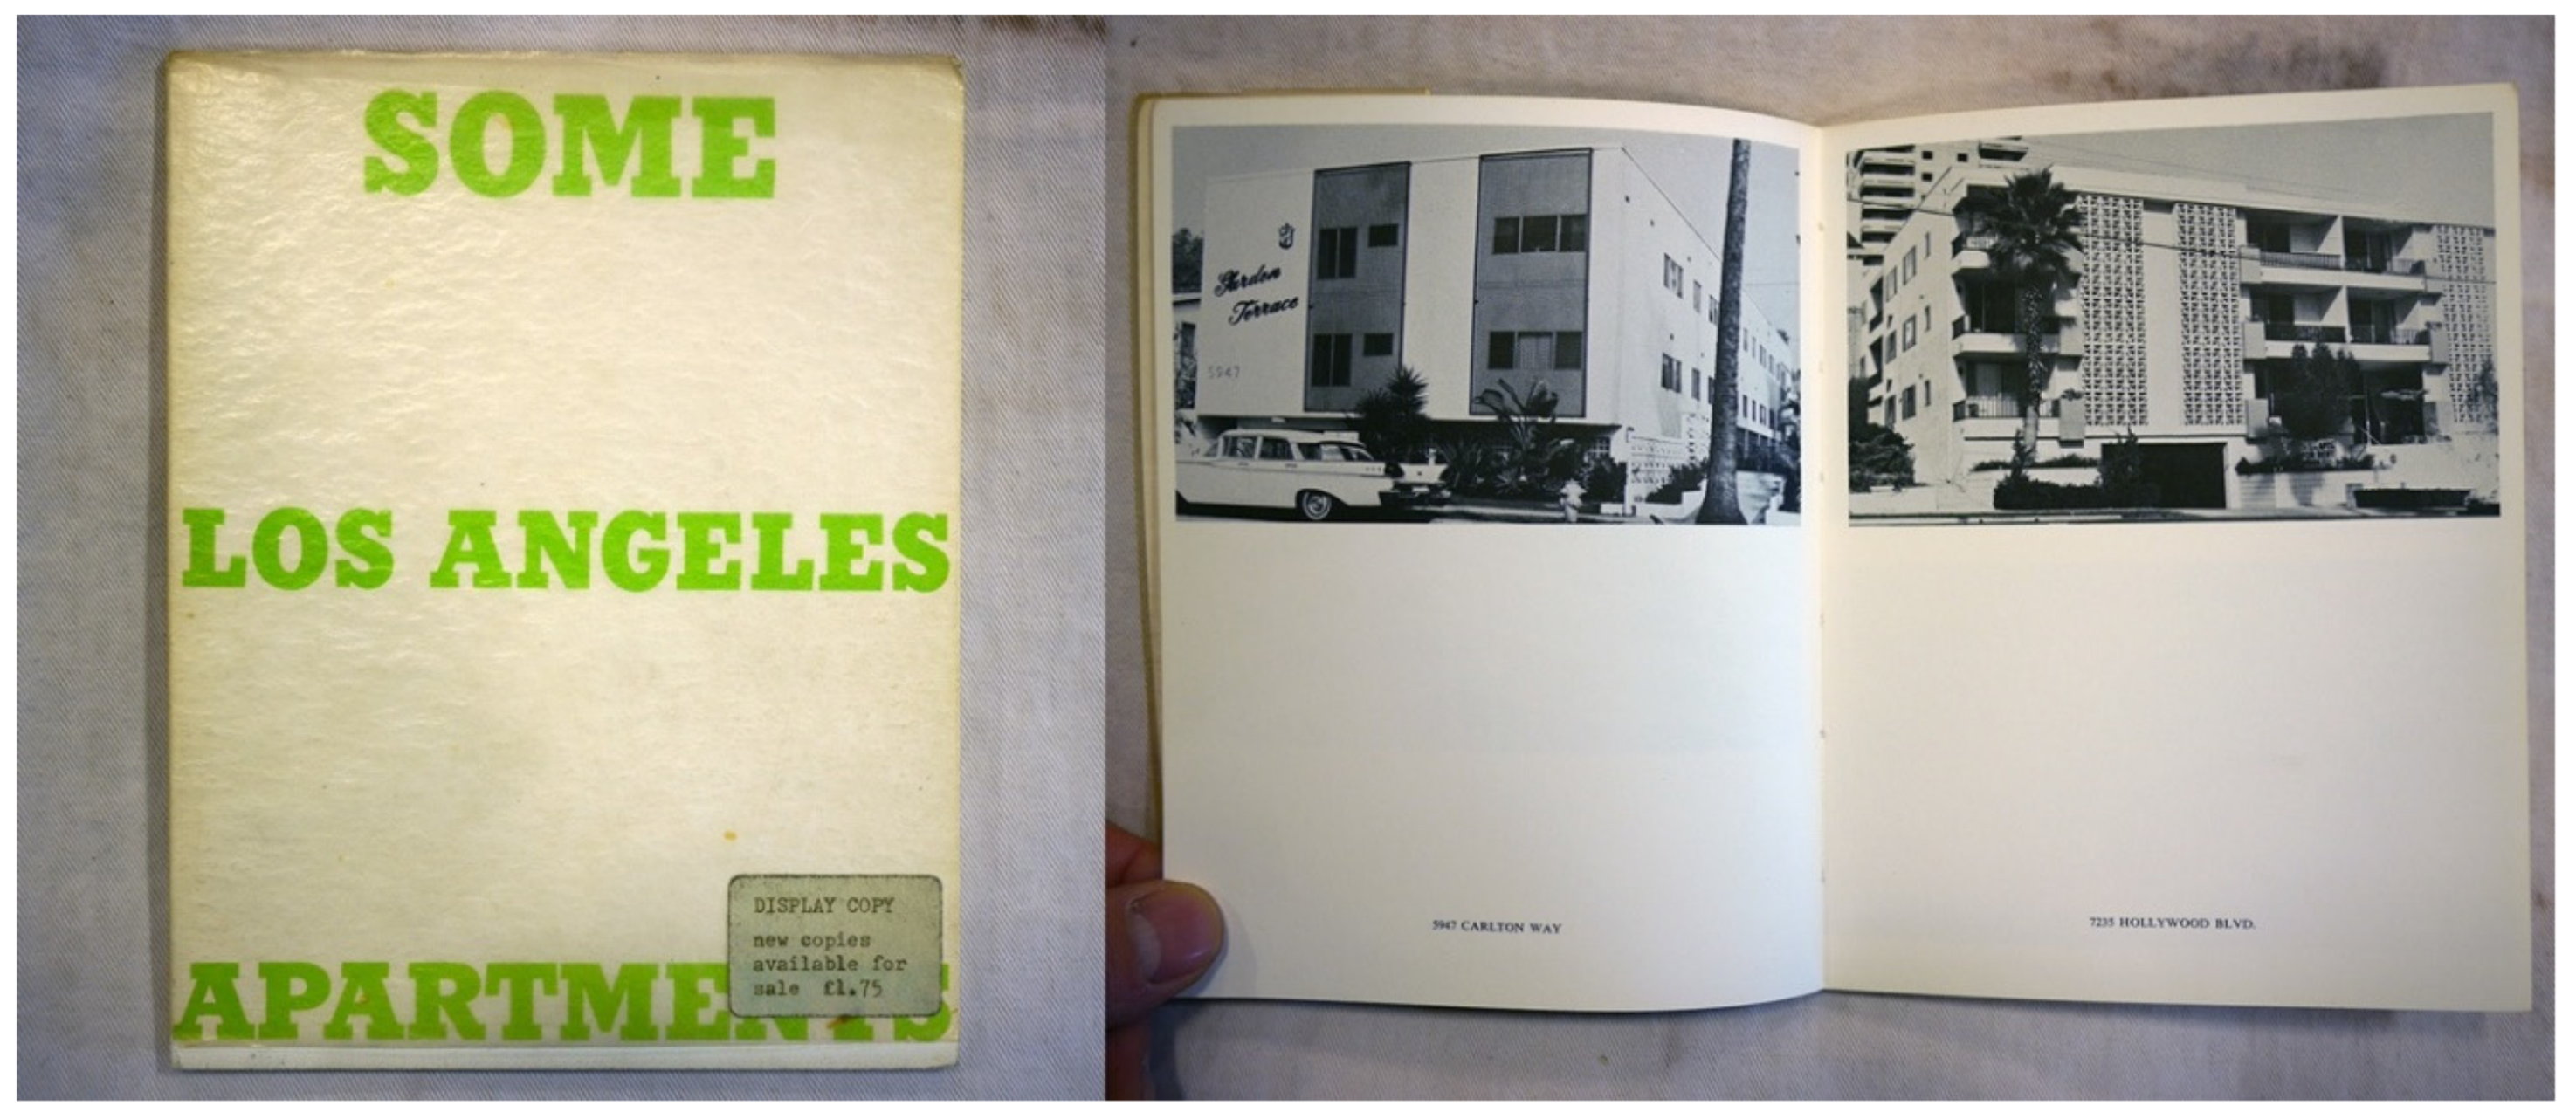 SOME
LOS ANGELES
APARTMENTS
DISPLAY COPY
new copies
available for
sale £1.75
Garden
Terrace
5947
5947 CARLTON WAY
7235 HOLLYWOOD BLVD.